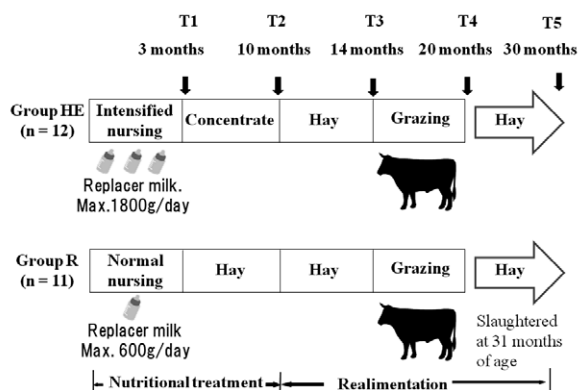 T1 T2 T3 T4 T5
3 months 10 months 14 months 20 months 30 months
Group HE
(n = 12)
Intensified
nursing
Concentrate
Hay
Grazing
Hay
Replacer milk.
Max.1800g/day
Group R
(n = 11)
Normal
nursing
Hay
Hay
Grazing
Hay
Replacer milk
Max. 600g/day
Slaughtered
at 31 months
of age
Nutritional treatment
Realimentation